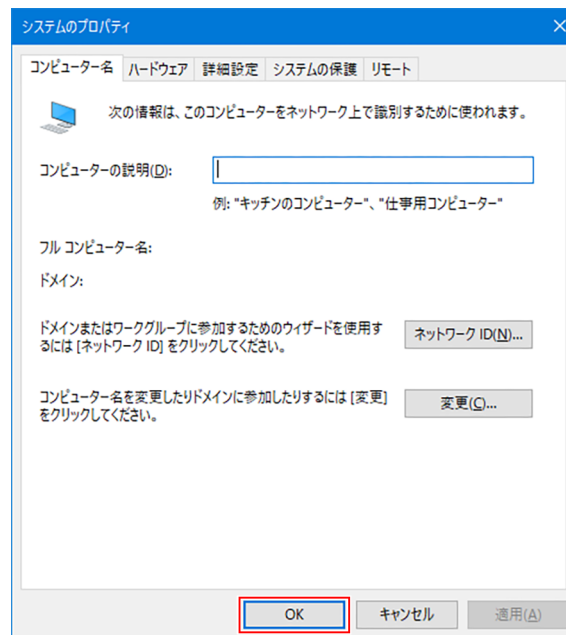 システムのプロパティ
コンピューター名 ハードウェア 詳細設定 システムの保護 リモート
次の情報は、このコンピューターをネットワーク上で識別するために使われます。
コンピューターの説明(D):
例: "キッチンのコンピューター"、"仕事用コンピューター"
フル コンピューター名:
ドメイン:
ドメインまたはワークグループに参加するためのウィザードを使用す
るには [ネットワーク ID] をクリックしてください。
ネットワーク ID(N)...
コンピューター名を変更したりドメインに参加したりするには [変更]
をクリックしてください。
変更(C)...
OK キャンセル 適用(A)